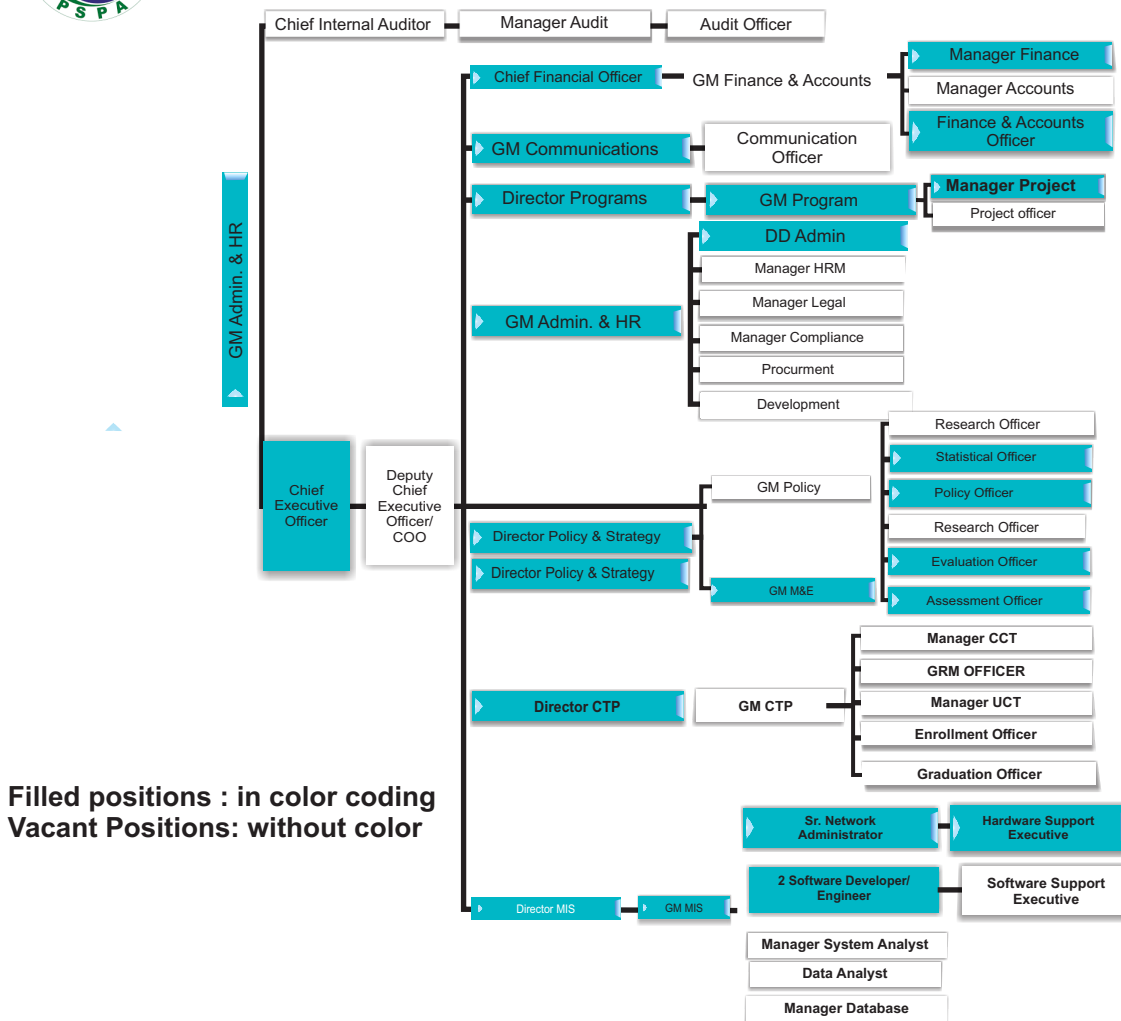 PSPA
Chief Internal Auditor
Manager Audit
Audit Officer
Chief Financial Officer
GM Finance & Accounts
Manager Finance
Manager Accounts
Finance & Accounts
Officer
GM Communications
Communication
Officer
Director Programs
GM Program
Manager Project
Project officer
GM Admin. & HR
GM Admin. & HR
DD Admin
Manager HRM
Manager Legal
Manager Compliance
Procurment
Development
Chief
Executive
Officer
Deputy
Chief
Executive
Officer/
COO
Director Policy & Strategy
Director Policy & Strategy
GM Policy
GM M&E
Research Officer
Statistical Officer
Policy Officer
Research Officer
Evaluation Officer
Assessment Officer
Director CTP
GM CTP
Manager CCT
GRM OFFICER
Manager UCT
Enrollment Officer
Graduation Officer
Filled positions : in color coding
Vacant Positions: without color
Director MIS
GM MIS
Sr. Network
Administrator
Hardware Support
Executive
2 Software Developer/
Engineer
Software Support
Executive
Manager System Analyst
Data Analyst
Manager Database